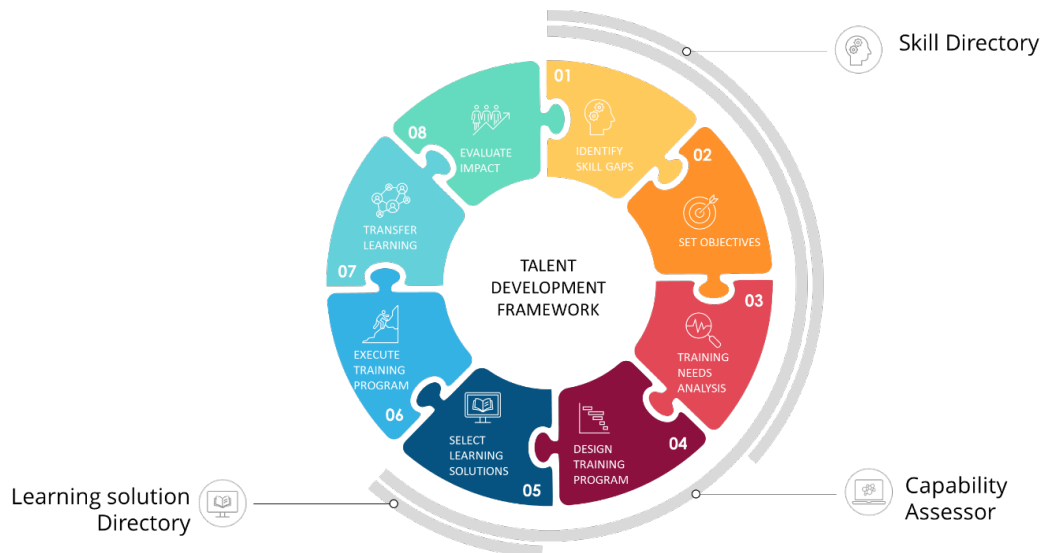 Skill Directory
01
IDENTIFY
SKILL GAPS
02
SET OBJECTIVES
03
TRAINING
NEEDS
ANALYSIS
04
DESIGN
TRAINING
PROGRAM
05
SELECT
LEARNING
SOLUTIONS
06
EXECUTE
TRAINING
PROGRAM
07
TRANSFER
LEARNING
08
EVALUATE
IMPACT
TALENT
DEVELOPMENT
FRAMEWORK
Capability
Assessor
Learning solution
Directory